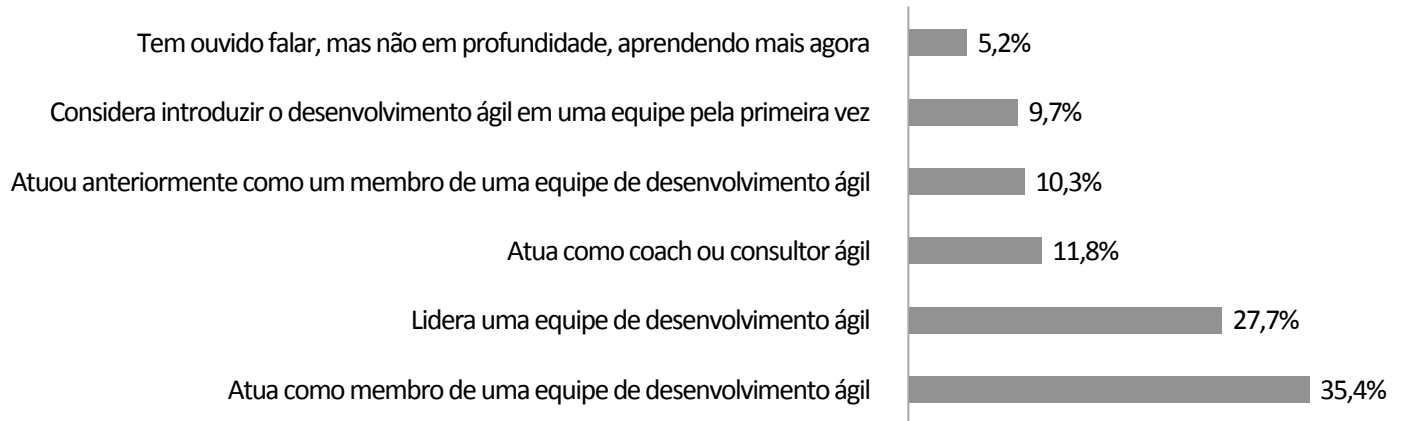 Tem ouvido falar, mas não em profundidade, aprendendo mais agora 5,2%
Considera introduzir o desenvolvimento ágil em uma equipe pela primeira vez 9,7%
Atuou anteriormente como um membro de uma equipe de desenvolvimento ágil 10,3%
Atua como coach ou consultor ágil 11,8%
Lidera uma equipe de desenvolvimento ágil 27,7%
Atua como membro de uma equipe de desenvolvimento ágil 35,4%